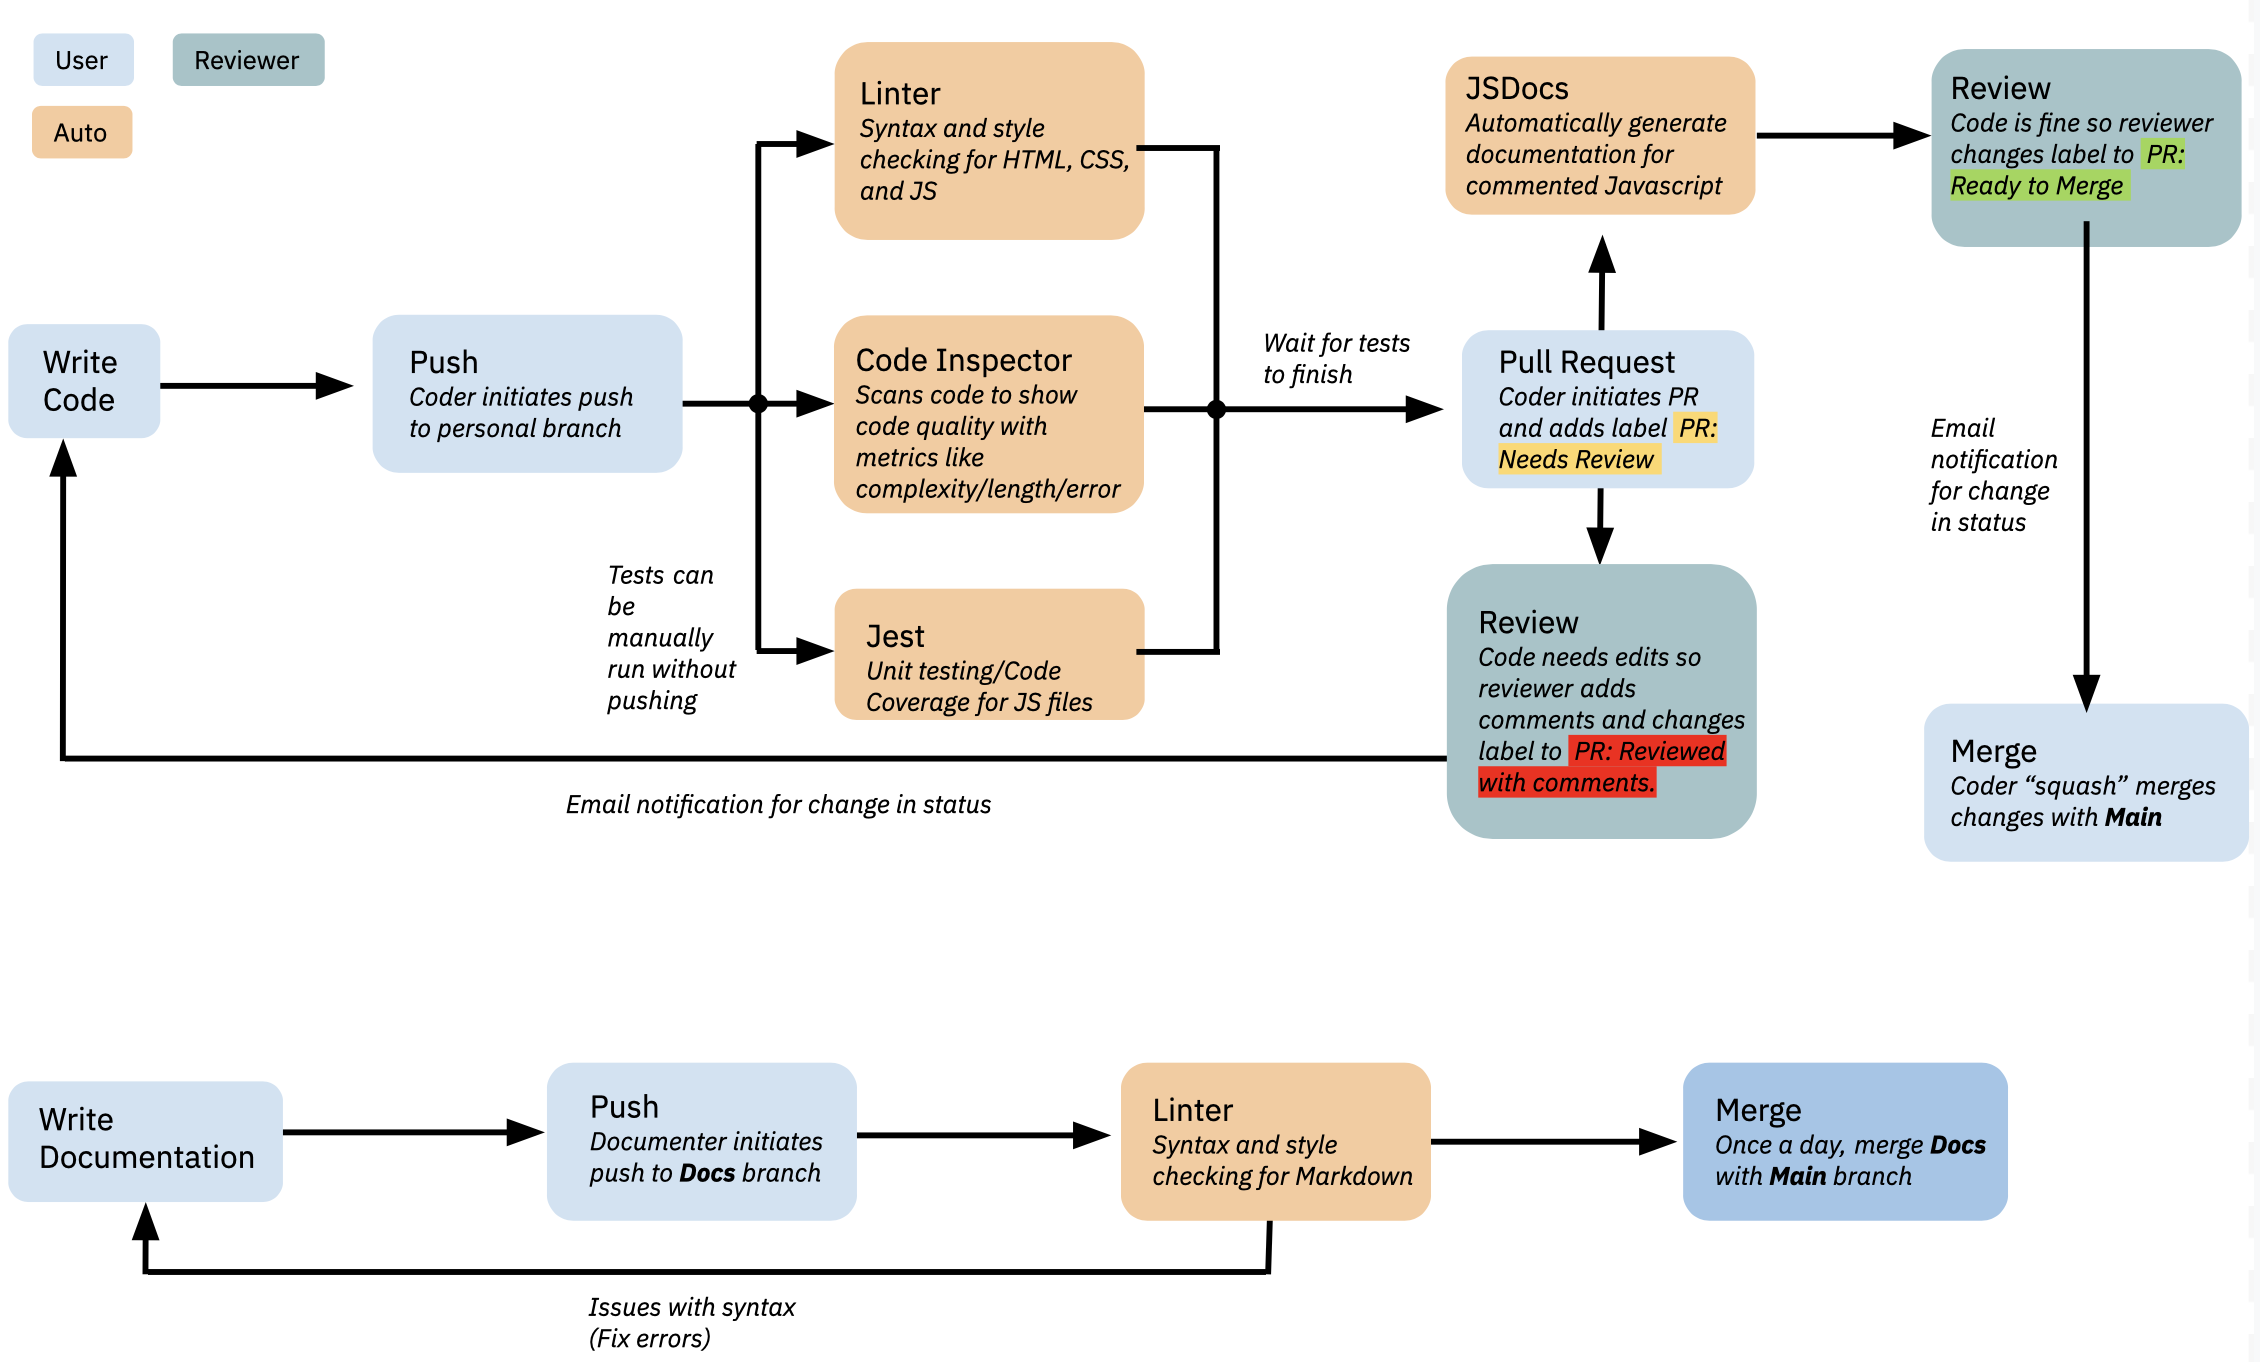 User
Reviewer
Auto
Linter
Syntax and style
checking for HTML, CSS,
and JS
JSDocs
Automatically generate
documentation for
commented Javascript
Review
Code is fine so reviewer
changes label to PR:
Ready to Merge
Write
Code
Push
Coder initiates push
to personal branch
Code Inspector
Scans code to show
code quality with
metrics like
complexity/length/error
Wait for tests
to finish
Pull Request
Coder initiates PR
and adds label PR:
Needs Review
Email
notification
for change
in status
Tests can
be
manually
run without
pushing
Jest
Unit testing/Code
Coverage for JS files
Review
Code needs edits so
reviewer adds
comments and changes
label to PR: Reviewed
with comments.
Merge
Coder “squash” merges
changes with Main
Email notification for change in status
Write
Documentation
Push
Documenter initiates
push to Docs branch
Linter
Syntax and style
checking for Markdown
Merge
Once a day, merge Docs
with Main branch
Issues with syntax
(Fix errors)